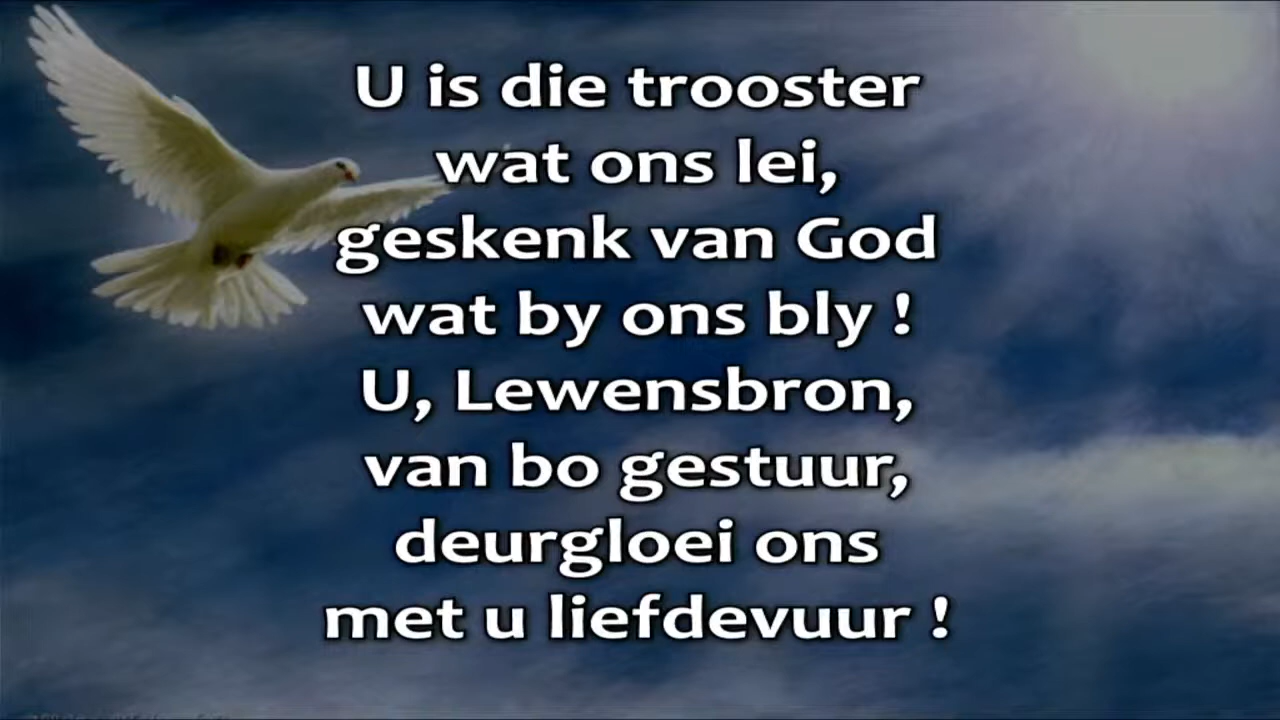 U is die trooster
wat ons lei,
geskenk van God
wat by ons bly !
U, Lewensbron,
van bo gestuur,
deurgloei ons
met u liefdevuur !